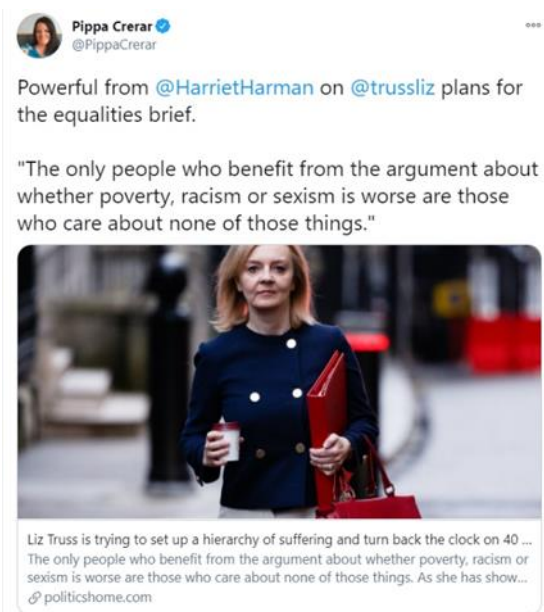 Pippa Crerar
@PippaCrerar
Powerful from @HarrietHarman on @trussliz plans for
the equalities brief.
"The only people who benefit from the argument about
whether poverty, racism or sexism is worse are those
who care about none of those things."
Liz Truss is trying to set up a hierarchy of suffering and turn back the clock on 40 ...
The only people who benefit from the argument about whether poverty, racism or
sexism is worse are those who care about none of those things. As she has show...
politicshome.com